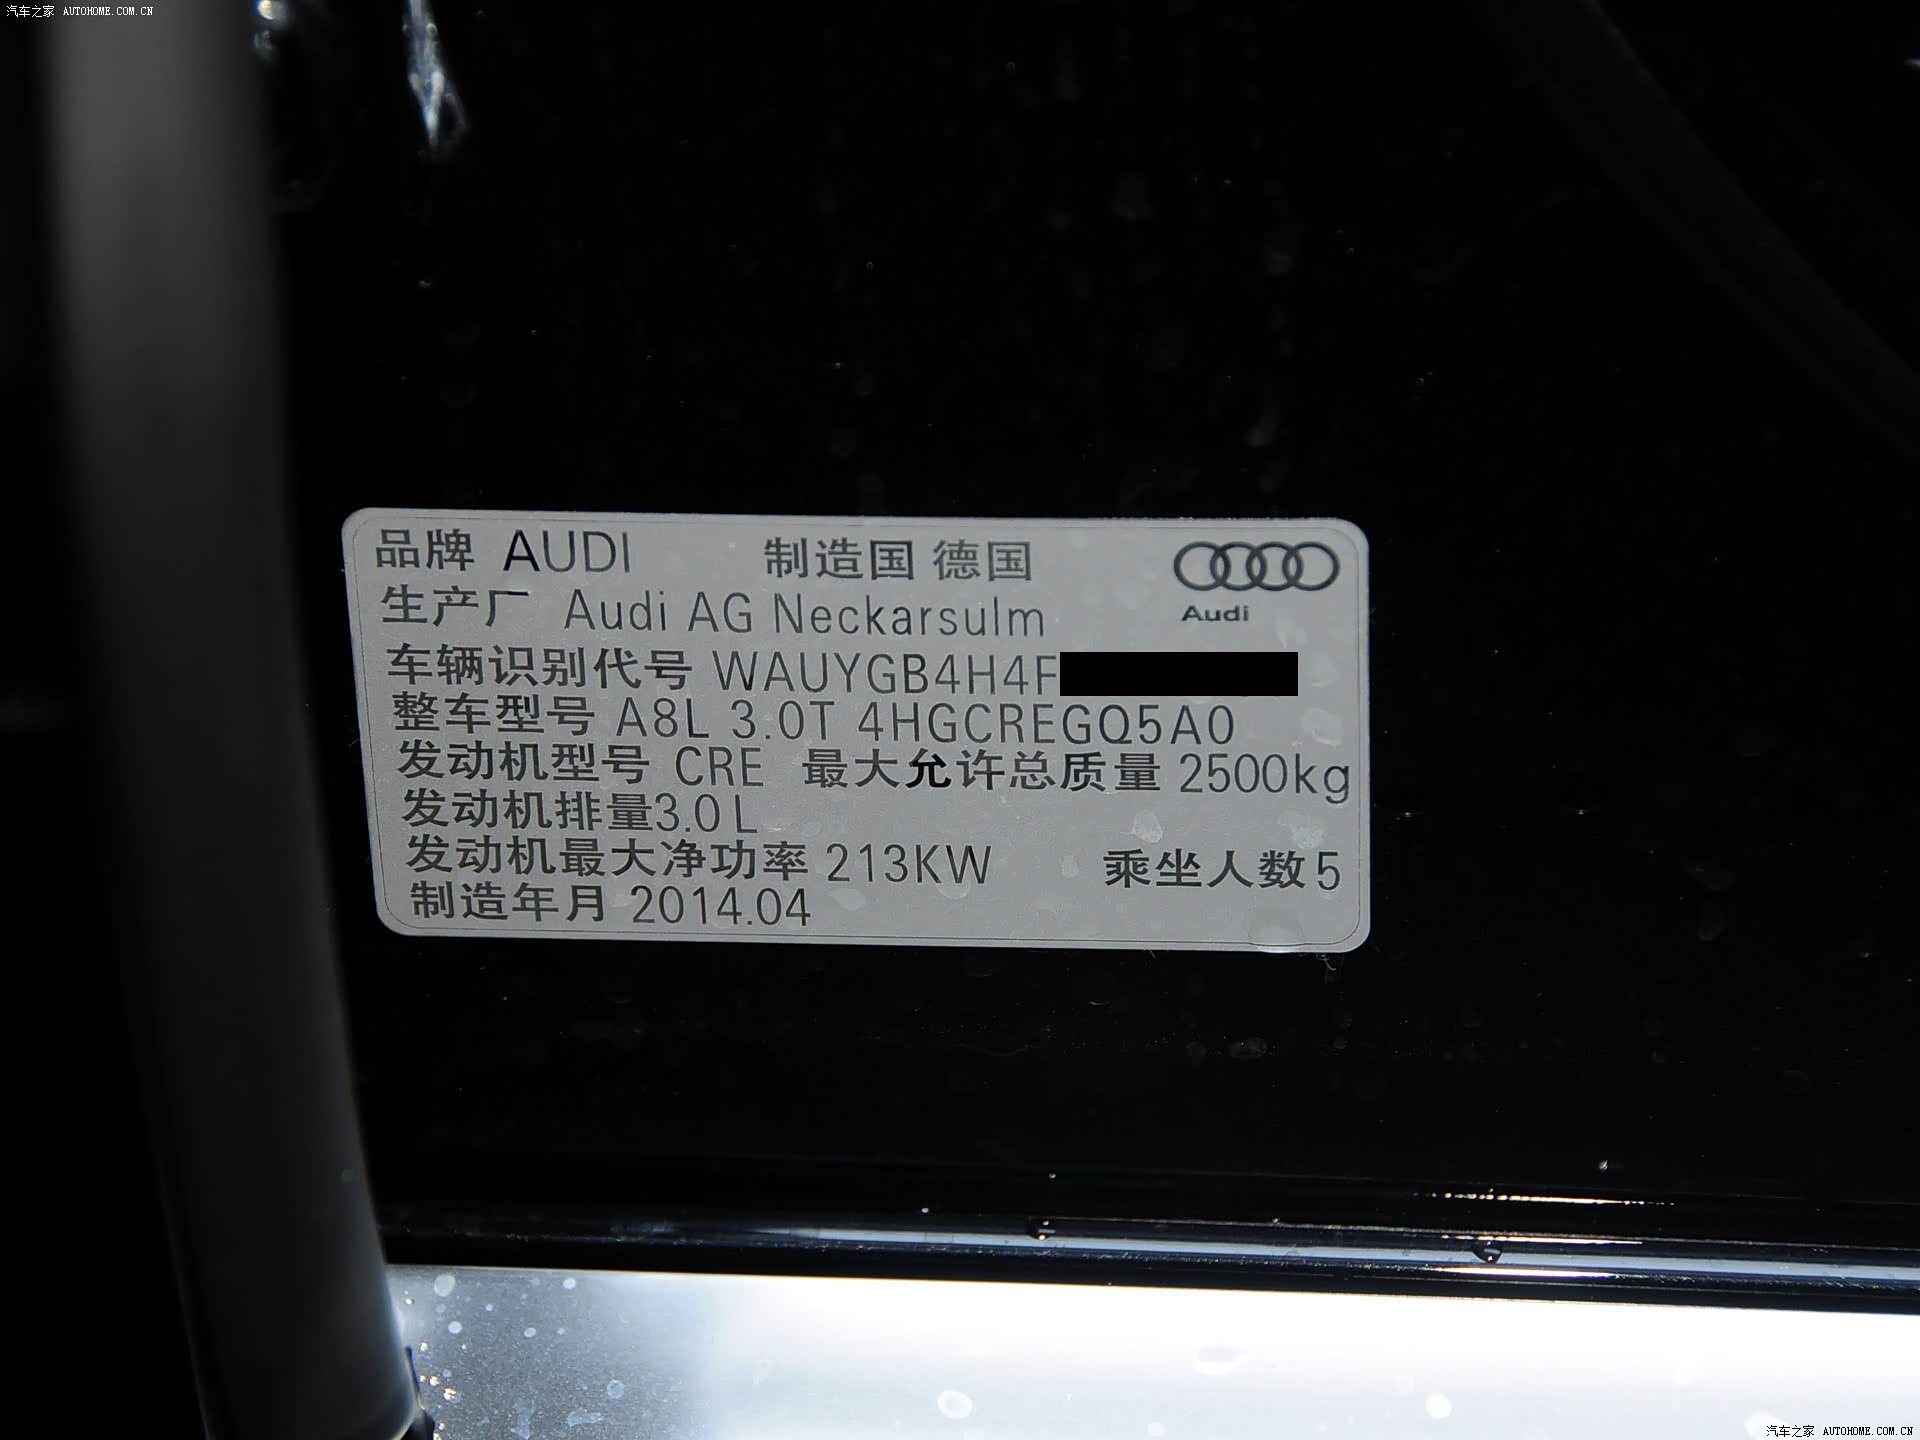 汽车之家 AUTOHOME.COM.CN
品牌 AUDI 制造国 德国
Audi
生产厂 Audi AG Neckarsulm
车辆识别代号 WAUYGB4H4F
整车型号 A8L 3.0T 4HGCREGQ5A0
发动机型号 CRE 最大允许总质量 2500kg
发动机排量3.0L
发动机最大净功率 213KW 乘坐人数5
制造年月 2014.04
汽车之家 AUTOHOME.COM.CN